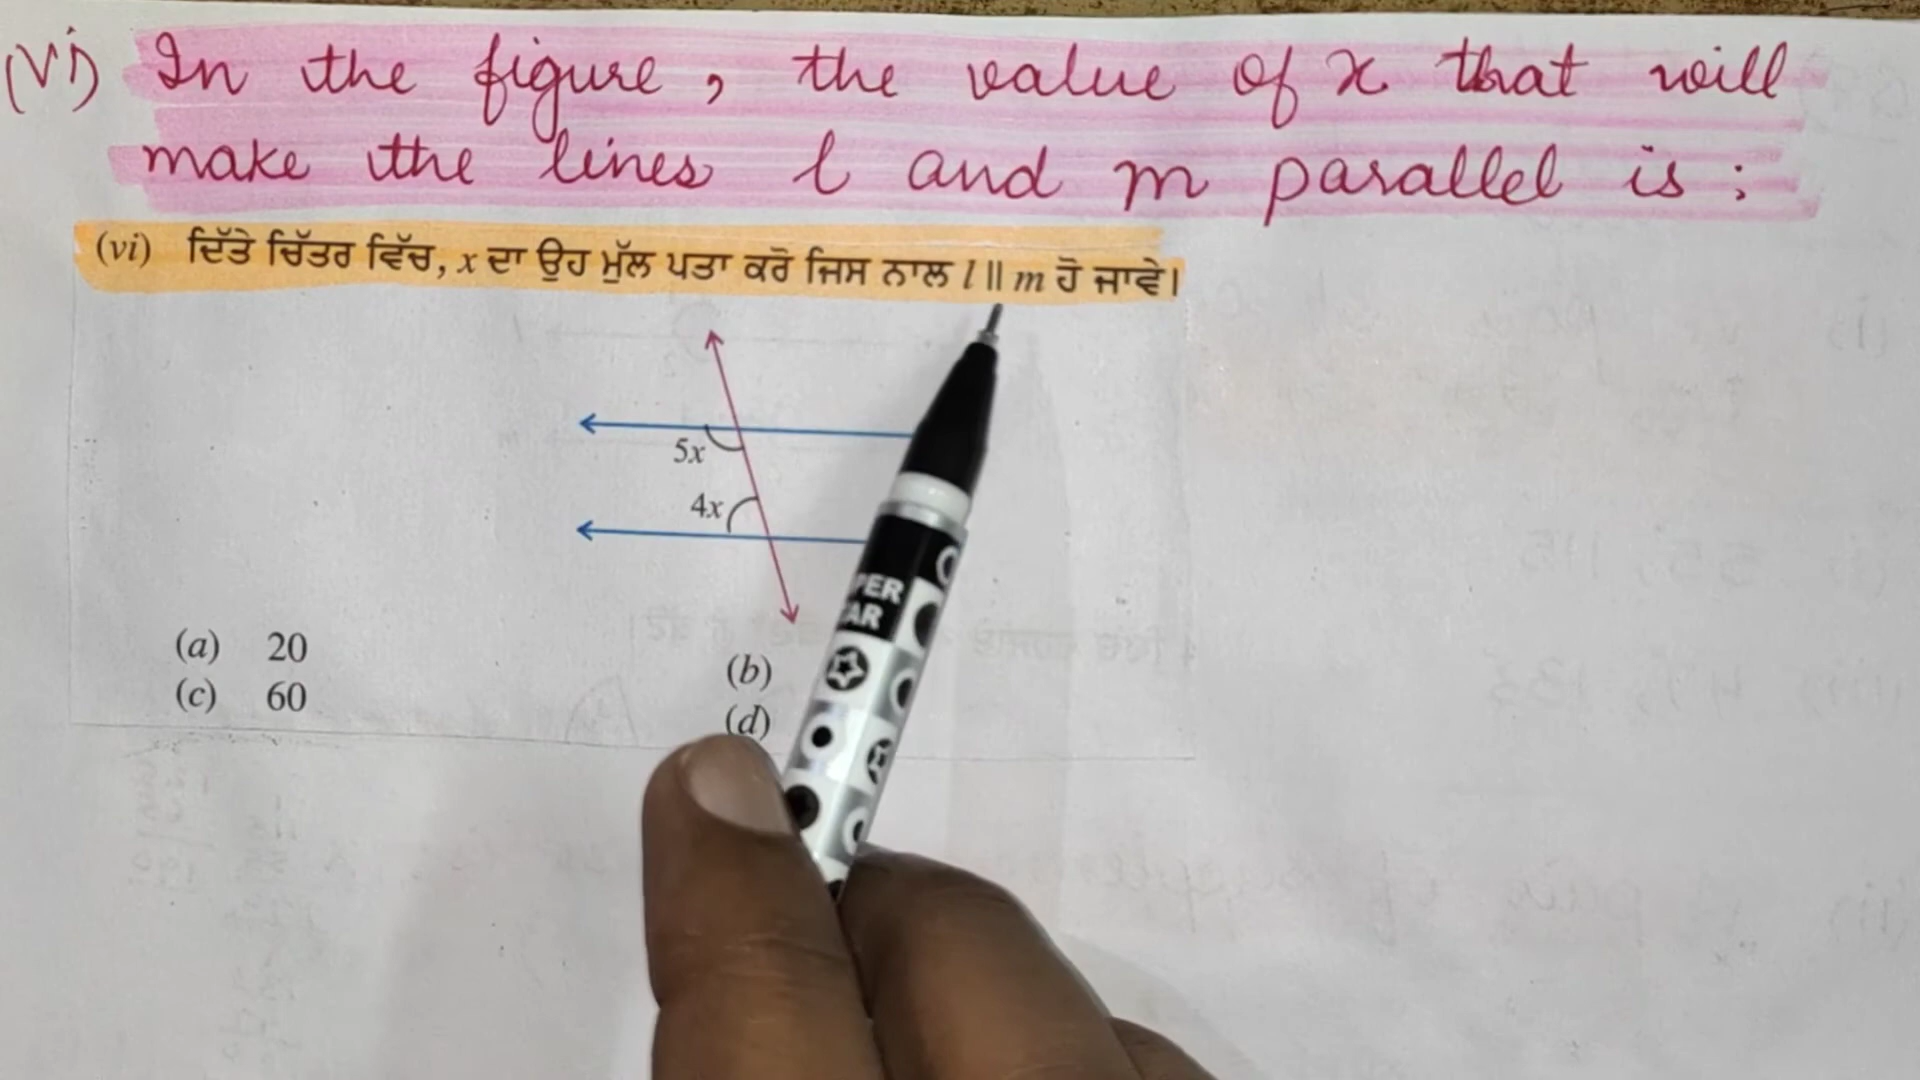 (vi) In the figure, the value of x that will
make the lines l and m parallel is :
(vi) ਦਿੱਤੇ ਚਿੱਤਰ ਵਿੱਚ, x ਦਾ ਉਹ ਮੁੱਲ ਪਤਾ ਕਰੋ ਜਿਸ ਨਾਲ l || m ਹੋ ਜਾਵੇ।
5x
4x
(a) 20
(b)
(c) 60
(d)